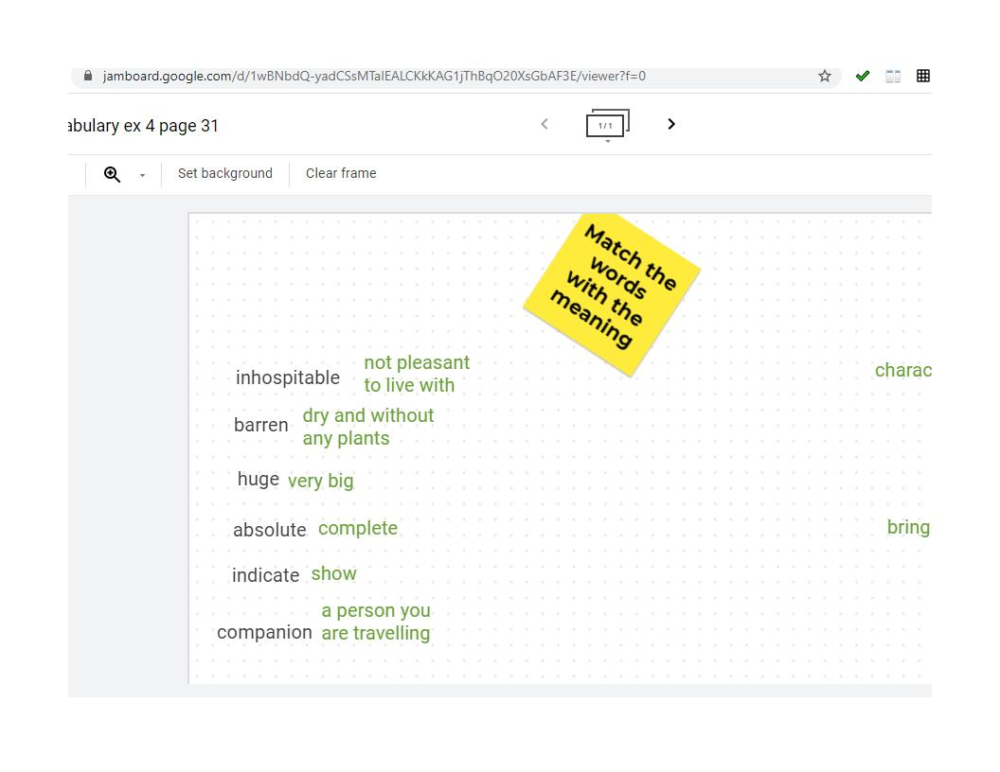 jamboard.google.com/d/1wBNbdQ-yadCSsMTaIEALCKkKAG1jThBqO20XsGbAF3E/viewer?f=0
abulary ex 4 page 31
1/1
Set background
Clear frame
Match the
words
with the
meaning
inhospitable
not pleasant
to live with
charac
barren
dry and without
any plants
huge
very big
absolute
complete
bring
indicate
show
companion
a person you
are travelling